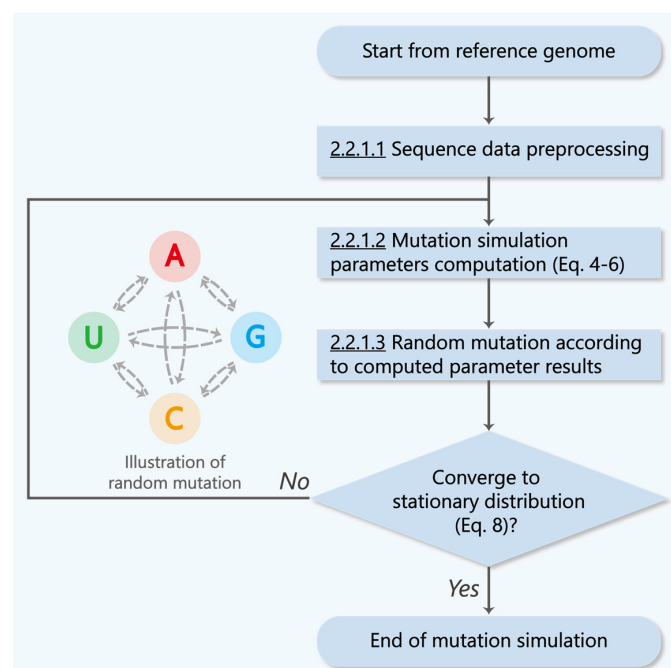 Start from reference genome
2.2.1.1 Sequence data preprocessing
2.2.1.2 Mutation simulation
parameters computation (Eq. 4-6)
2.2.1.3 Random mutation according
to computed parameter results
A
U
G
C
Illustration of
random mutation
No
Converge to
stationary distribution
(Eq. 8)?
Yes
End of mutation simulation